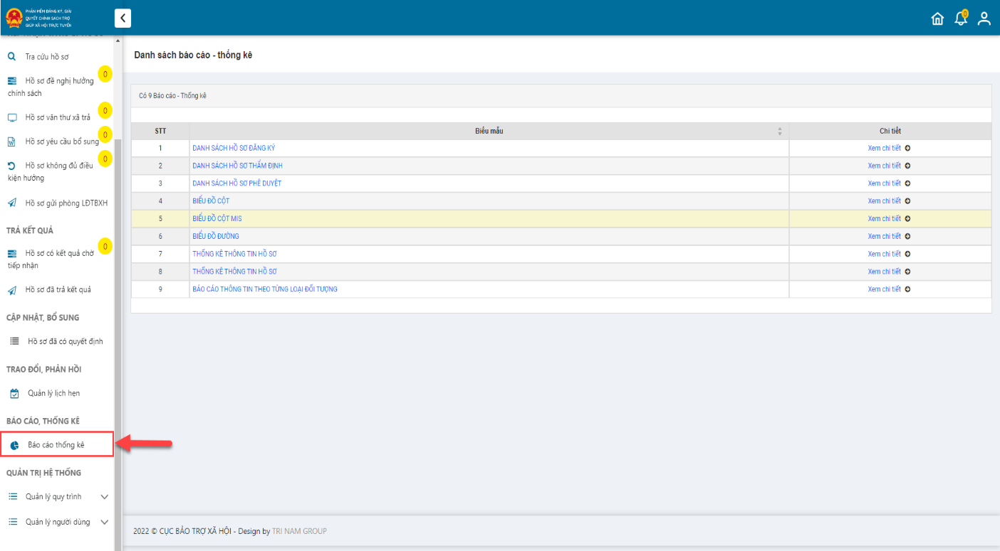 PHẦN MỀM ĐĂNG KÝ, GIẢI
QUYẾT CHÍNH SÁCH TRỢ
GIÚP XÃ HỘI TRỰC TUYẾN
0
Tra cứu hồ sơ
Hồ sơ đề nghị hưởng
chính sách
0
Hồ sơ văn thư xã trả
0
Hồ sơ yêu cầu bổ sung
0
Hồ sơ không đủ điều
kiện hưởng
0
Hồ sơ gửi phòng LĐTBXH
TRẢ KẾT QUẢ
Hồ sơ có kết quả chờ
tiếp nhận
0
Hồ sơ đã trả kết quả
CẬP NHẬT, BỔ SUNG
Hồ sơ đã có quyết định
TRAO ĐỔI, PHẢN HỒI
Quản lý lịch hẹn
BÁO CÁO, THỐNG KÊ
Báo cáo thống kê
QUẢN TRỊ HỆ THỐNG
Quản lý quy trình
Quản lý người dùng
Danh sách báo cáo - thống kê
Có 9 Báo cáo - Thống kê
STT Biểu mẫu Chi tiết
1 DANH SÁCH HỒ SƠ ĐĂNG KÝ Xem chi tiết
2 DANH SÁCH HỒ SƠ THẨM ĐỊNH Xem chi tiết
3 DANH SÁCH HỒ SƠ PHÊ DUYỆT Xem chi tiết
4 BIỂU ĐỒ CỘT Xem chi tiết
5 BIỂU ĐỒ CỘT MIS Xem chi tiết
6 BIỂU ĐỒ ĐƯỜNG Xem chi tiết
7 THỐNG KÊ THÔNG TIN HỒ SƠ Xem chi tiết
8 THỐNG KÊ THÔNG TIN HỒ SƠ Xem chi tiết
9 BÁO CÁO THÔNG TIN THEO TỪNG LOẠI ĐỐI TƯỢNG Xem chi tiết
2022 © CỤC BẢO TRỢ XÃ HỘI - Design by TRI NAM GROUP